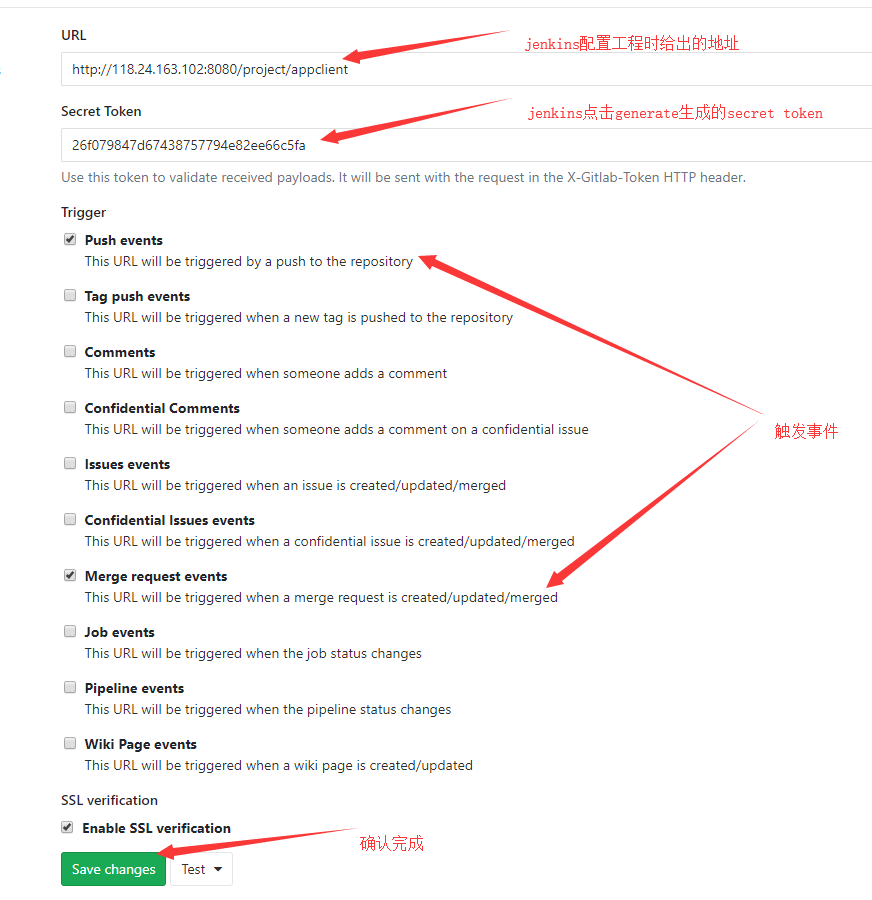 URL
jenkins配置工程时给出的地址
http://118.24.163.102:8080/project/appclient
Secret Token
jenkins点击generate生成的secret token
26f079847d67438757794e82ee66c5fa
Use this token to validate received payloads. It will be sent with the request in the X-Gitlab-Token HTTP header.
Trigger
Push events
This URL will be triggered by a push to the repository
Tag push events
This URL will be triggered when a new tag is pushed to the repository
Comments
This URL will be triggered when someone adds a comment
Confidential Comments
This URL will be triggered when someone adds a comment on a confidential issue
触发事件
Issues events
This URL will be triggered when an issue is created/updated/merged
Confidential Issues events
This URL will be triggered when a confidential issue is created/updated/merged
Merge request events
This URL will be triggered when a merge request is created/updated/merged
Job events
This URL will be triggered when the job status changes
Pipeline events
This URL will be triggered when the pipeline status changes
Wiki Page events
This URL will be triggered when a wiki page is created/updated
SSL verification
Enable SSL verification
确认完成
Save changes
Test